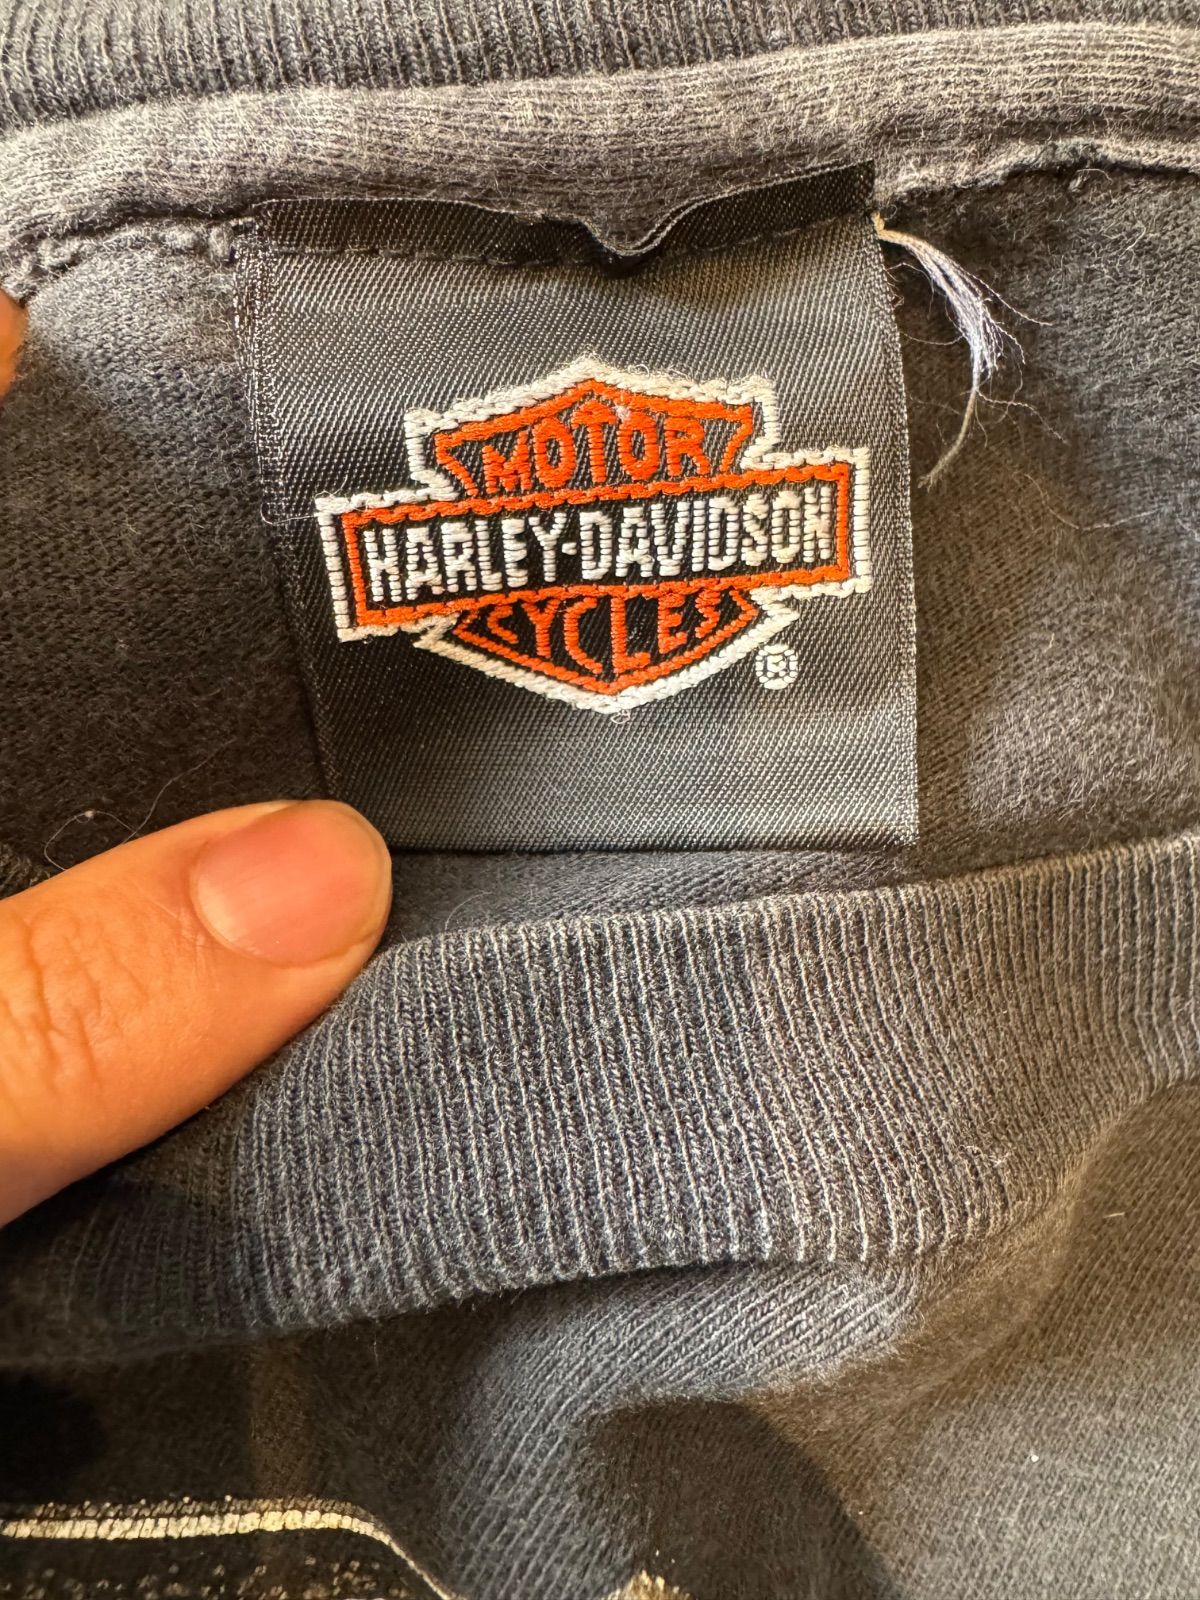 MOTOR
HARLEY-DAVIDSON
CYCLES
®